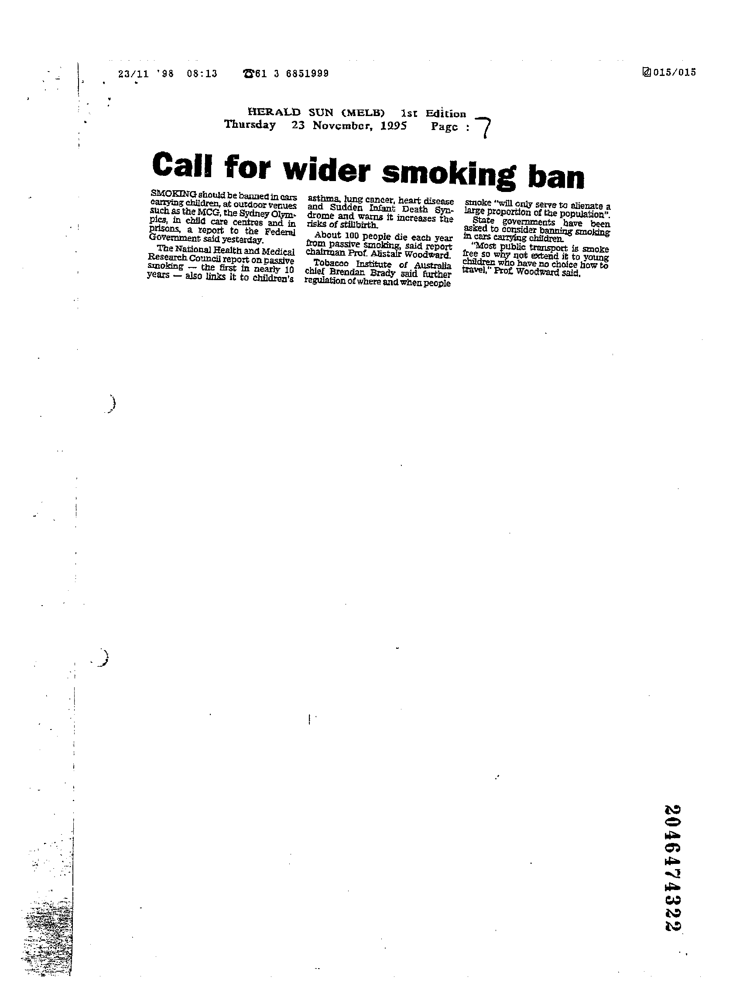 23/11 '98 08:13 ☎61 3 6851999 015/015
HERALD SUN (MELB) 1st Edition
Thursday 23 November, 1995 Page : 7
Call for wider smoking ban
SMOKING should be banned in cars
carrying children, at outdoor venues
such as the MCG, the Sydney Olym-
pics, in child care centres and in
prisons, a report to the Federal
Government said yesterday.
The National Health and Medical
Research Council report on passive
smoking — the first in nearly 10
years — also links it to children's
asthma, lung cancer, heart disease
and Sudden Infant Death Syn-
drome and warns it increases the
risks of stillbirth.
About 100 people die each year
from passive smoking, said report
chairman Prof. Alistair Woodward.
Tobacco Institute of Australia
chief Brendan Brady said further
regulation of where and when people
smoke "will only serve to alienate a
large proportion of the population".
State governments have been
asked to consider banning smoking
in cars carrying children.
"Most public transport is smoke
free so why not extend it to young
children who have no choice how to
travel," Prof. Woodward said.
2046474322